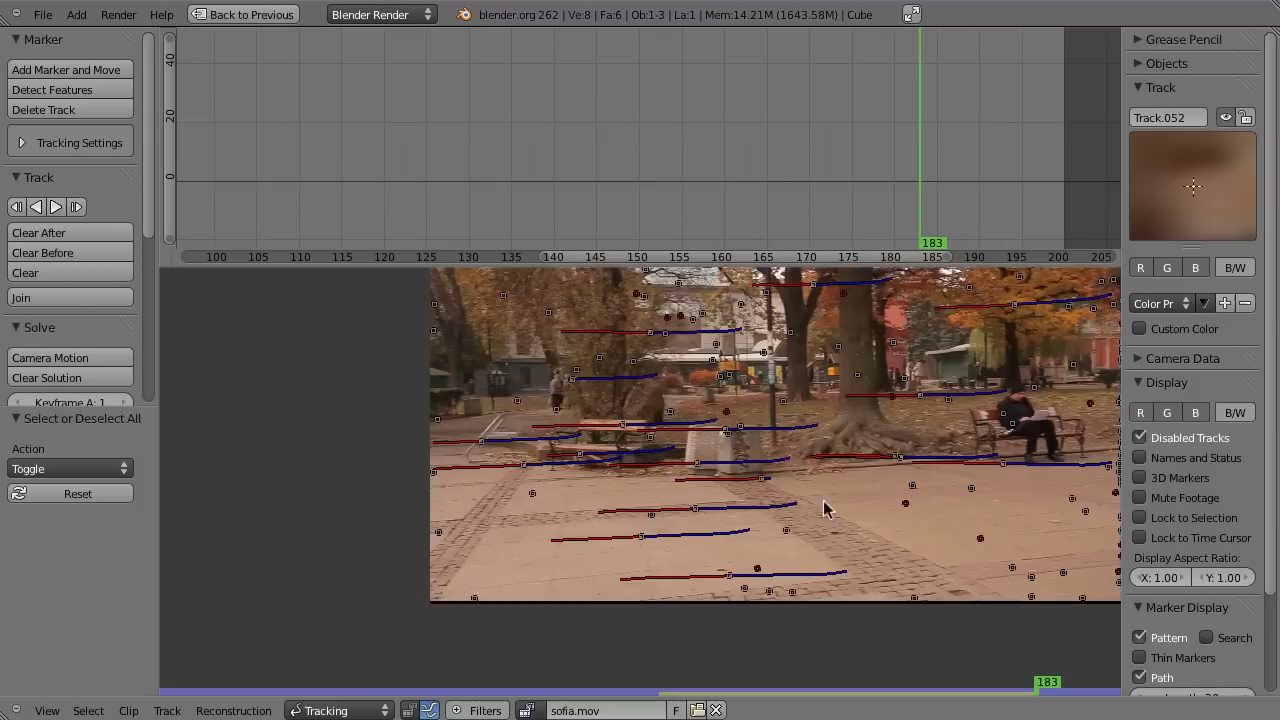 File Add Render Help Back to Previous Blender Render blender.org 262 | Ve:8 | Fa:6 | Ob:1-3 | La:1 | Mem:14.21M (1643.58M) | Cube
Marker
Add Marker and Move
Detect Features
Delete Track
Tracking Settings
Track
Clear After
Clear Before
Clear
Join
Solve
Camera Motion
Clear Solution
Keyframe A: 1
Select or Deselect All
Action
Toggle
Reset
40
20
0
183
100 105 110 115 120 125 130 135 140 145 150 155 160 165 170 175 180 185 190 195 200 205
183
Grease Pencil
Objects
Track
Track.052
R G B B/W
Color Pr
Custom Color
Camera Data
Display
R G B B/W
Disabled Tracks
Names and Status
3D Markers
Mute Footage
Lock to Selection
Lock to Time Cursor
Display Aspect Ratio:
X: 1.00 Y: 1.00
Marker Display
Pattern Search
Thin Markers
Path
View Select Clip Track Reconstruction Tracking Filters sofia.mov F